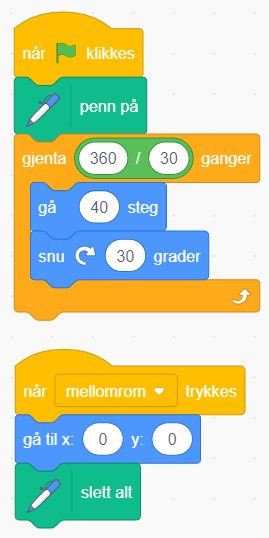 når klikkes
penn på
gjenta 360 / 30 ganger
gå 40 steg
snu 30 grader
når mellomrom trykkes
gå til x: 0 y: 0
slett alt